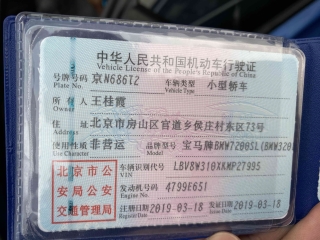 中华人民共和国机动车行驶证
Vehicle License of the People's Republic of China
号牌号码 京N686T2 车辆类型 小型轿车
Plate No. Vehicle Type
所有人 王桂霞
Owner
住址 北京市房山区官道乡侯庄村东区73号
Address
使用性质 非营运 品牌型号 宝马牌BMW7200SL(BMW320
Use Character Model
北京市公安局公安交通管理局
车辆识别代号 LBV8W310XKMP27995
VIN
发动机号码 4799E651
Engine No.
注册日期 2019-03-18 发证日期 2019-03-18
Register Date Issue Date